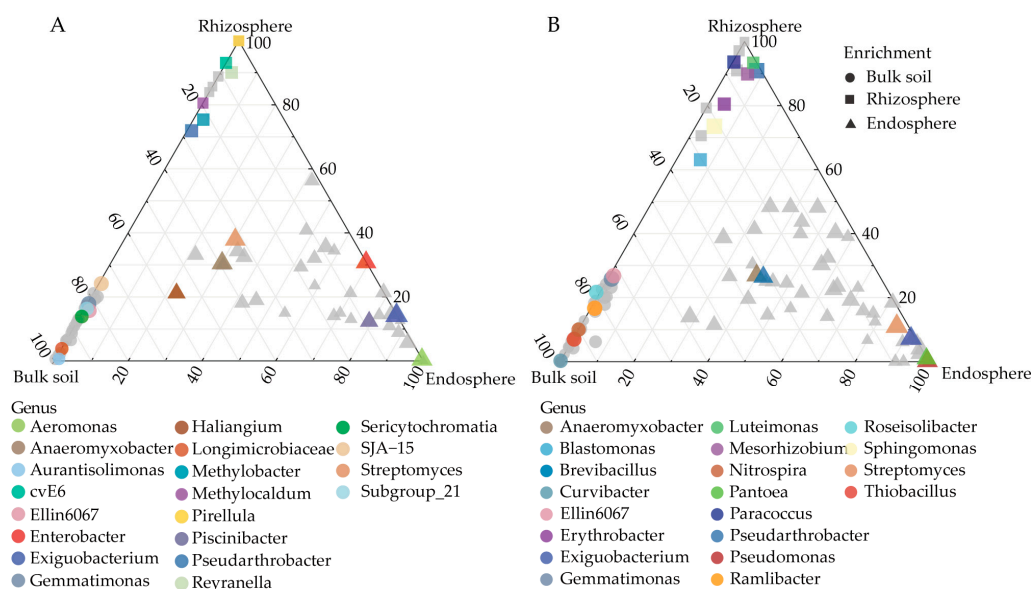 A
Rhizosphere
100
20
80
40
60
60
40
80
20
100
Bulk soil
20
40
60
80
100
Endosphere
Genus
Aeromonas
Anaeromyxobacter
Aurantisolimonas
cvE6
Ellin6067
Enterobacter
Exiguobacterium
Gemmatimonas
Haliangium
Longimicrobiaceae
Methylobacter
Methylocaldum
Pirellula
Piscinibacter
Pseudarthrobacter
Reyranella
Sericytochromatia
SJA−15
Streptomyces
Subgroup_21
B
Rhizosphere
100
20
80
40
60
60
40
80
20
100
Bulk soil
20
40
60
80
100
Endosphere
Enrichment
Bulk soil
Rhizosphere
Endosphere
Genus
Anaeromyxobacter
Blastomonas
Brevibacillus
Curvibacter
Ellin6067
Erythrobacter
Exiguobacterium
Gemmatimonas
Luteimonas
Mesorhizobium
Nitrospira
Pantoea
Paracoccus
Pseudarthrobacter
Pseudomonas
Ramlibacter
Roseisolibacter
Sphingomonas
Streptomyces
Thiobacillus